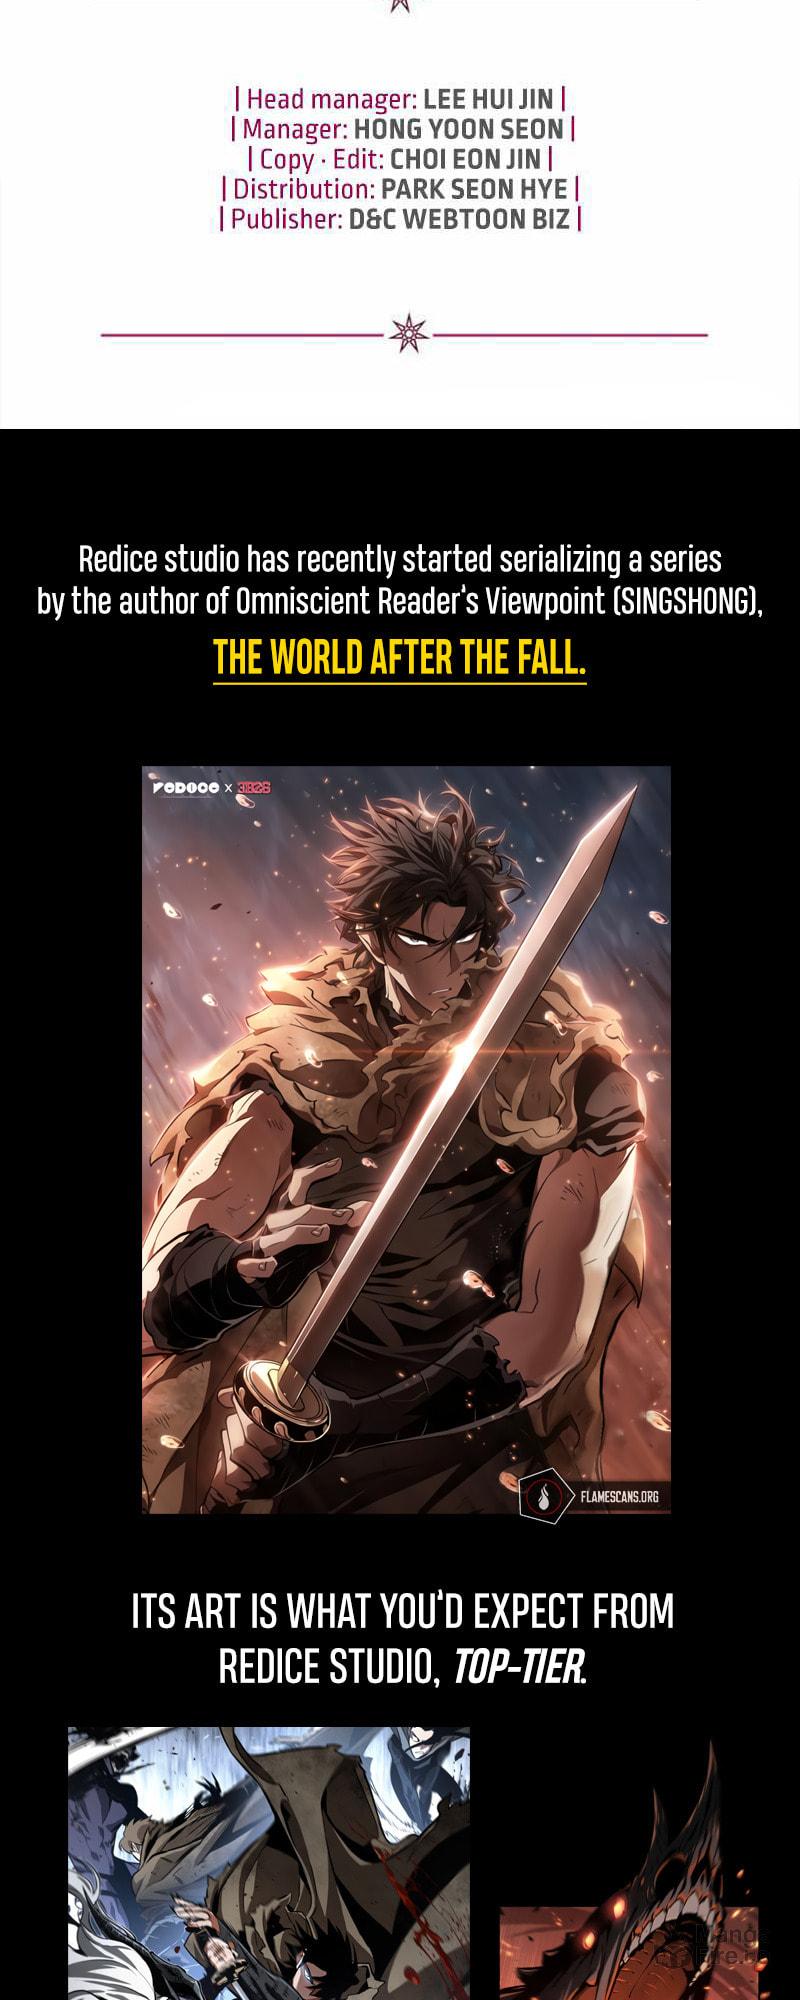 | Head manager: LEE HUI JIN |
| Manager: HONG YOON SEON |
| Copy · Edit: CHOI EON JIN |
| Distribution: PARK SEON HYE |
| Publisher: D&C WEBTOON BIZ |
Redice studio has recently started serializing a series
by the author of Omniscient Reader's Viewpoint (SINGSHONG),
THE WORLD AFTER THE FALL.
REDICE x 3B2S
FLAMESCANS.ORG
ITS ART IS WHAT YOU'D EXPECT FROM
REDICE STUDIO, TOP-TIER.